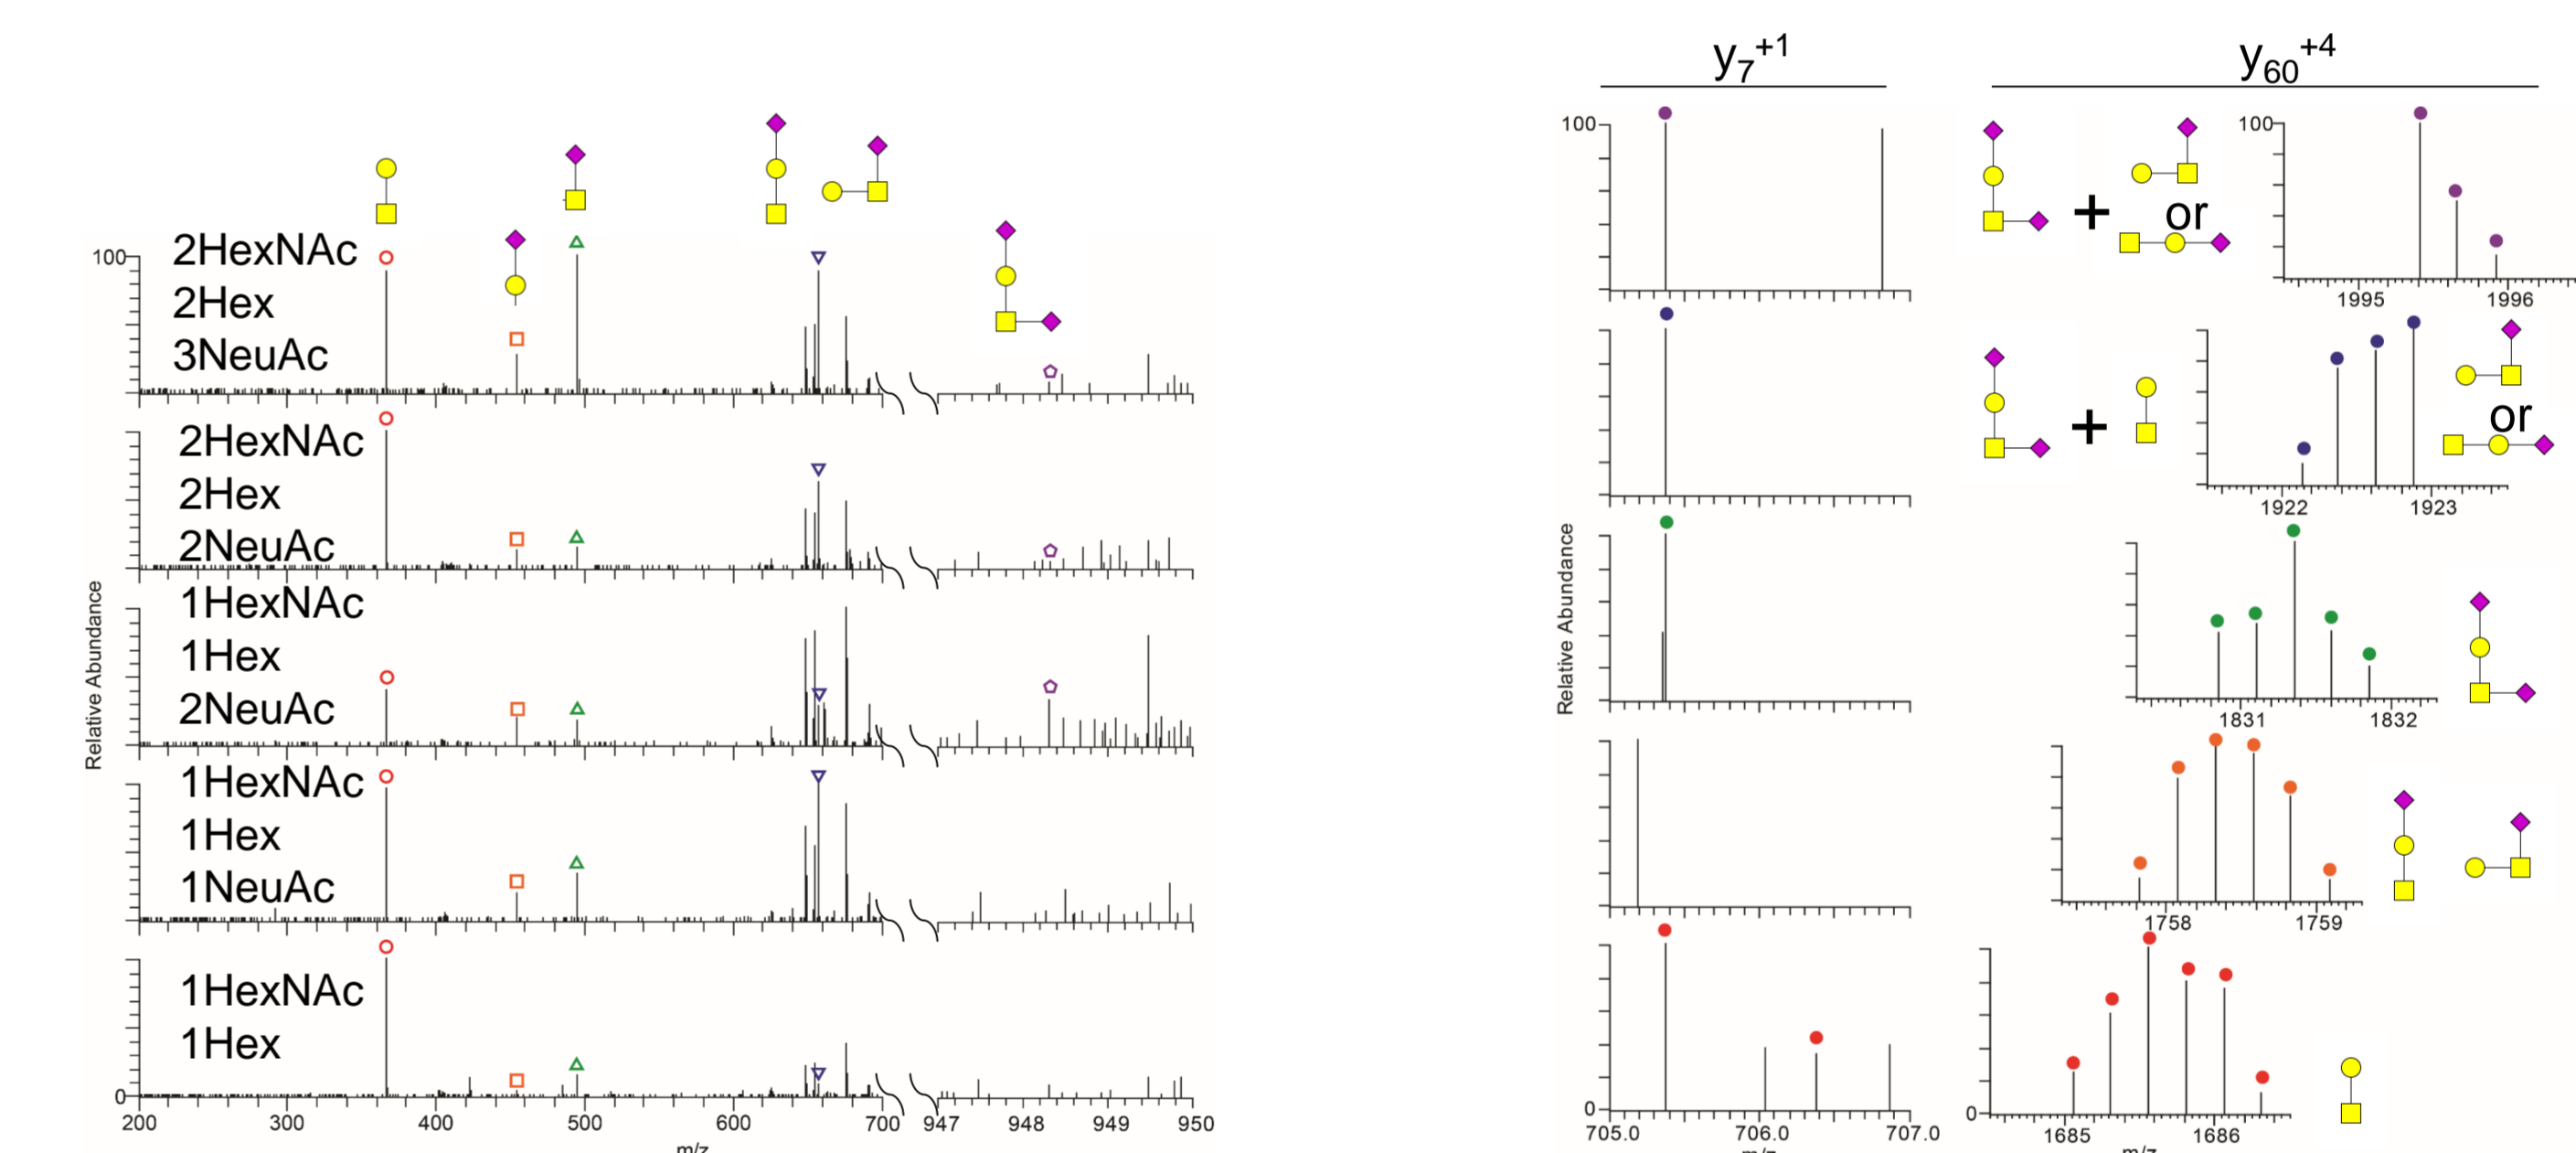 y7+1
y60+4
100
2HexNAc
2Hex
3NeuAc
2HexNAc
2Hex
2NeuAc
1HexNAc
1Hex
2NeuAc
1HexNAc
1Hex
1NeuAc
1HexNAc
1Hex
0
Relative Abundance
200 300 400 500 600 700 947 948 949 950
m/z
100
Relative Abundance
0
705.0 706.0 707.0
m/z
+
or
100
1995 1996
+
or
1922 1923
1831 1832
1758 1759
0
1685 1686
m/z